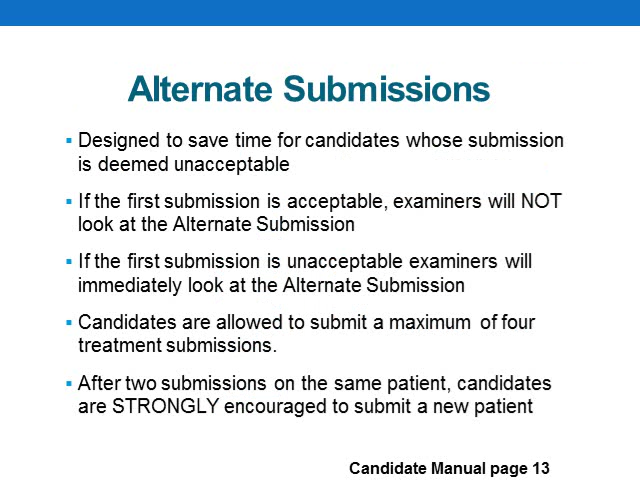 Alternate Submissions
▪ Designed to save time for candidates whose submission
is deemed unacceptable
▪ If the first submission is acceptable, examiners will NOT
look at the Alternate Submission
▪ If the first submission is unacceptable examiners will
immediately look at the Alternate Submission
▪ Candidates are allowed to submit a maximum of four
treatment submissions.
▪ After two submissions on the same patient, candidates
are STRONGLY encouraged to submit a new patient
Candidate Manual page 13